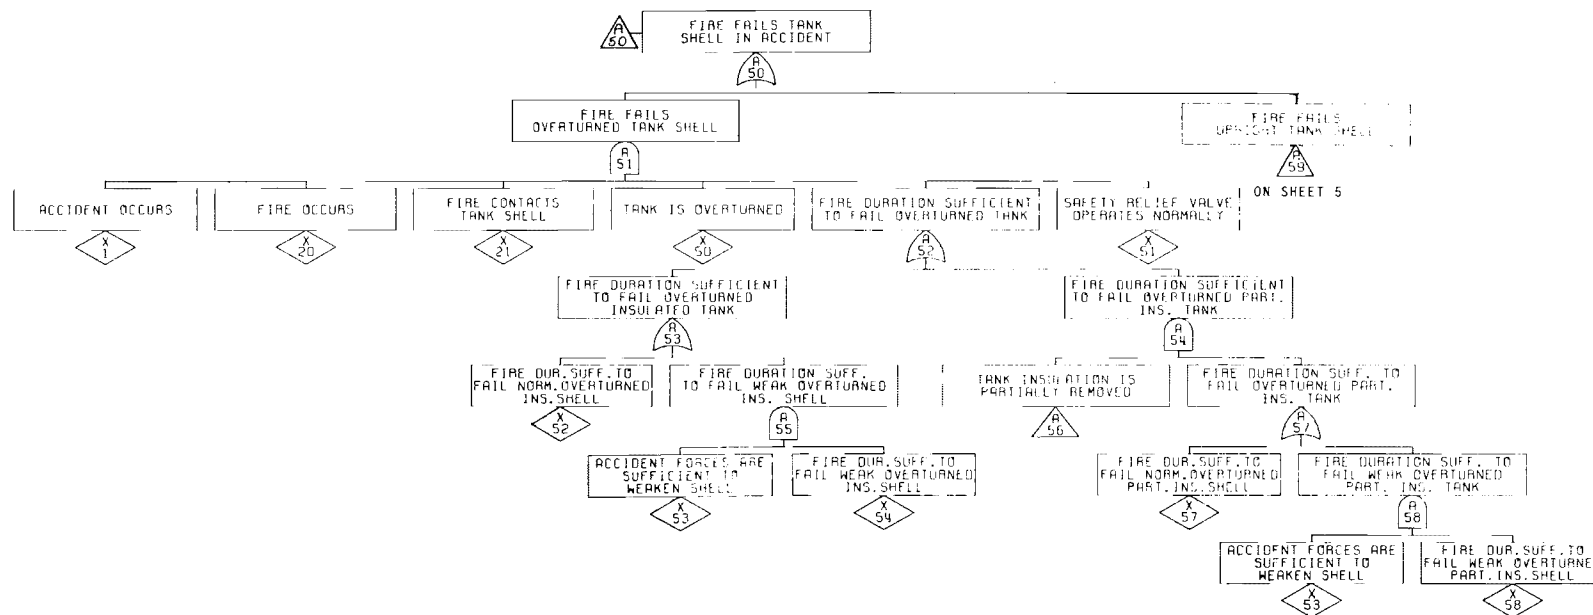 A
50
FIRE FAILS TANK
SHELL IN ACCIDENT
A
50
FIRE FAILS
OVERTURNED TANK SHELL
A
51
FIRE FAILS
UPRIGHT TANK SHELL
A
59
ON SHEET 5
ACCIDENT OCCURS
X
1
FIRE OCCURS
X
20
FIRE CONTACTS
TANK SHELL
X
21
TANK IS OVERTURNED
X
50
FIRE DURATION SUFFICIENT
TO FAIL OVERTURNED TANK
A
52
SAFETY RELIEF VALVE
OPERATES NORMALLY
X
51
FIRE DURATION SUFFICIENT
TO FAIL OVERTURNED
INSULATED TANK
A
53
FIRE DURATION SUFFICIENT
TO FAIL OVERTURNED PART.
INS. TANK
A
54
FIRE DUR.SUFF.TO
FAIL NORM.OVERTURNED
INS.SHELL
X
52
FIRE DURATION SUFF.
TO FAIL WEAK OVERTURNED
INS. SHELL
A
55
TANK INSULATION IS
PARTIALLY REMOVED
A
56
FIRE DURATION SUFF. TO
FAIL OVERTURNED PART.
INS. TANK
A
57
ACCIDENT FORCES ARE
SUFFICIENT TO
WEAKEN SHELL
X
53
FIRE DUR.SUFF.TO
FAIL WEAK OVERTURNED
INS.SHELL
X
54
FIRE DUR.SUFF.TO
FAIL NORM.OVERTURNED
PART.INS.SHELL
X
57
FIRE DURATION SUFF. TO
FAIL WEAK OVERTURNED
PART. INS. TANK
A
58
ACCIDENT FORCES ARE
SUFFICIENT TO
WEAKEN SHELL
X
53
FIRE DUR.SUFF.TO
FAIL WEAK OVERTURNE
PART.INS.SHELL
X
58